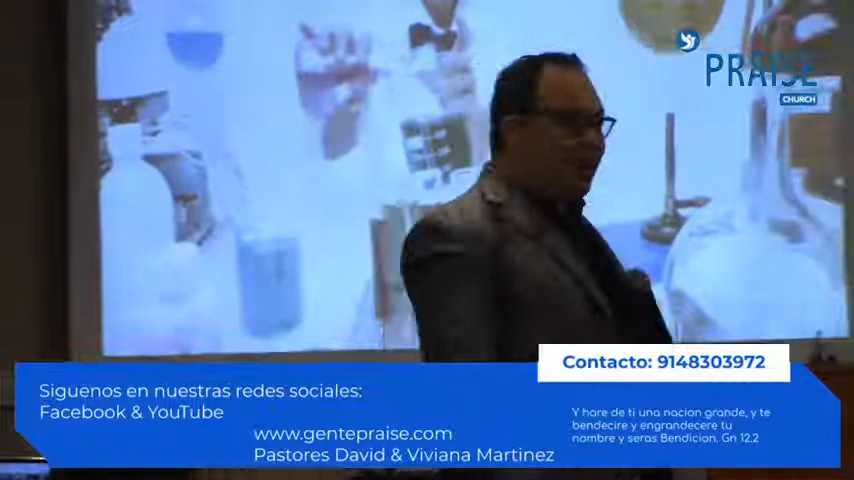 PRAISE
CHURCH
Contacto: 9148303972
Siguenos en nuestras redes sociales:
Facebook & YouTube
www.gentepraise.com
Pastores David & Viviana Martinez
Y hare de ti una nacion grande, y te
bendecire y engrandecere tu
nombre y seras Bendicion. Gn 12.2